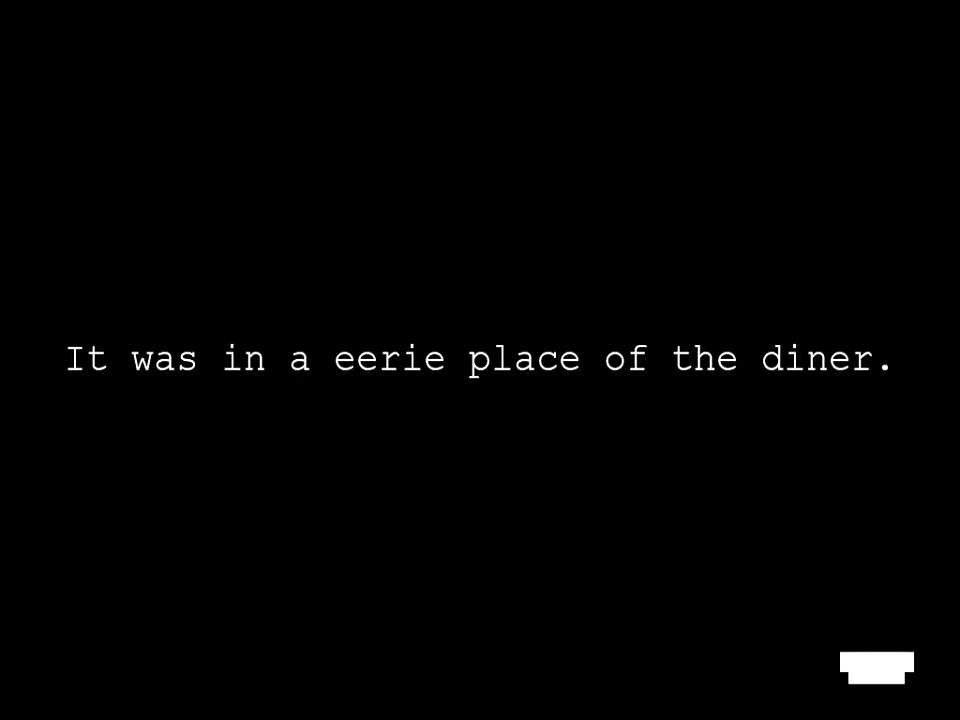 It was in a eerie place of the diner.